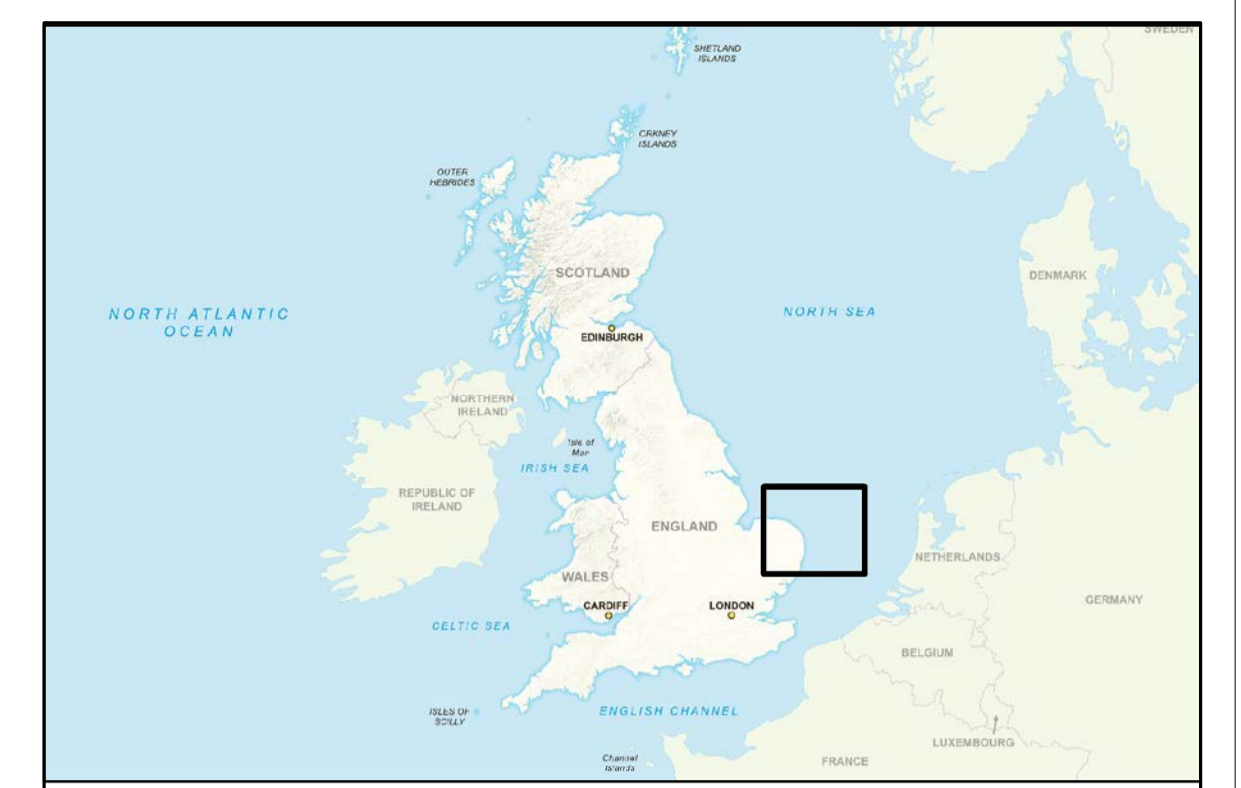 SWEDEN
SHETLAND
ISLANDS
ORKNEY
ISLANDS
OUTER
HEBRIDES
SCOTLAND
DENMARK
NORTH ATLANTIC
OCEAN
NORTH SEA
EDINBURGH
NORTHERN
IRELAND
Isle of
Man
IRISH SEA
REPUBLIC OF
IRELAND
ENGLAND
NETHERLANDS
WALES
CARDIFF
LONDON
GERMANY
CELTIC SEA
BELGIUM
ISLES OF
SCILLY
ENGLISH CHANNEL
LUXEMBOURG
Channel
Islands
FRANCE